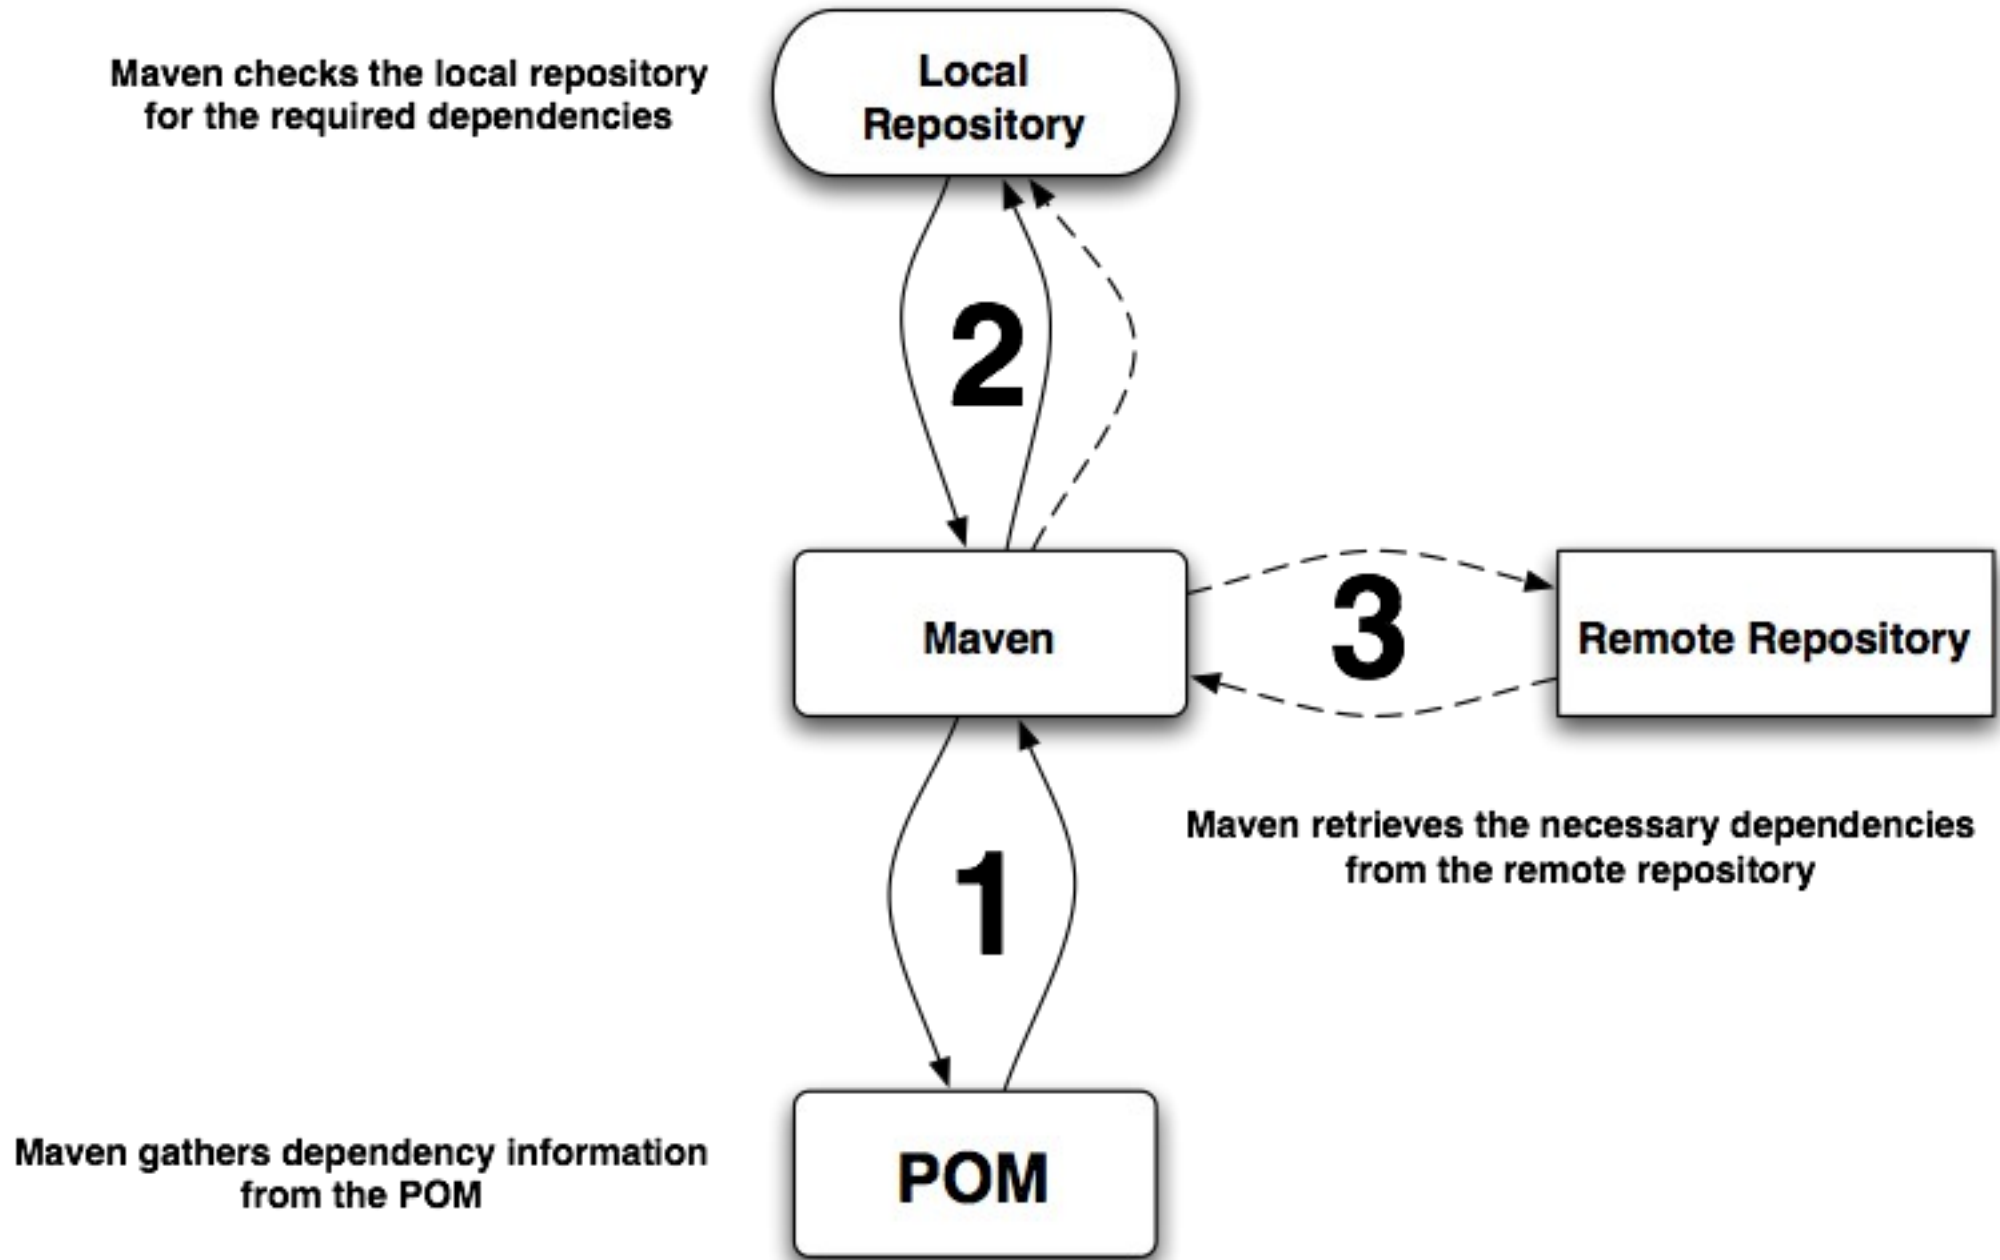 Maven checks the local repository
for the required dependencies
Local
Repository
2
Maven
3
Remote Repository
Maven retrieves the necessary dependencies
from the remote repository
1
Maven gathers dependency information
from the POM
POM